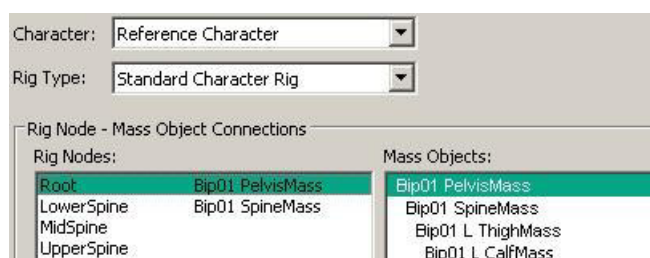 Character: Reference Character
Rig Type: Standard Character Rig
Rig Node - Mass Object Connections
Rig Nodes:
Mass Objects:
Root Bip01 PelvisMass
LowerSpine Bip01 SpineMass
MidSpine
UpperSpine
Bip01 PelvisMass
Bip01 SpineMass
Bip01 L ThighMass
Bip01 L CalfMass